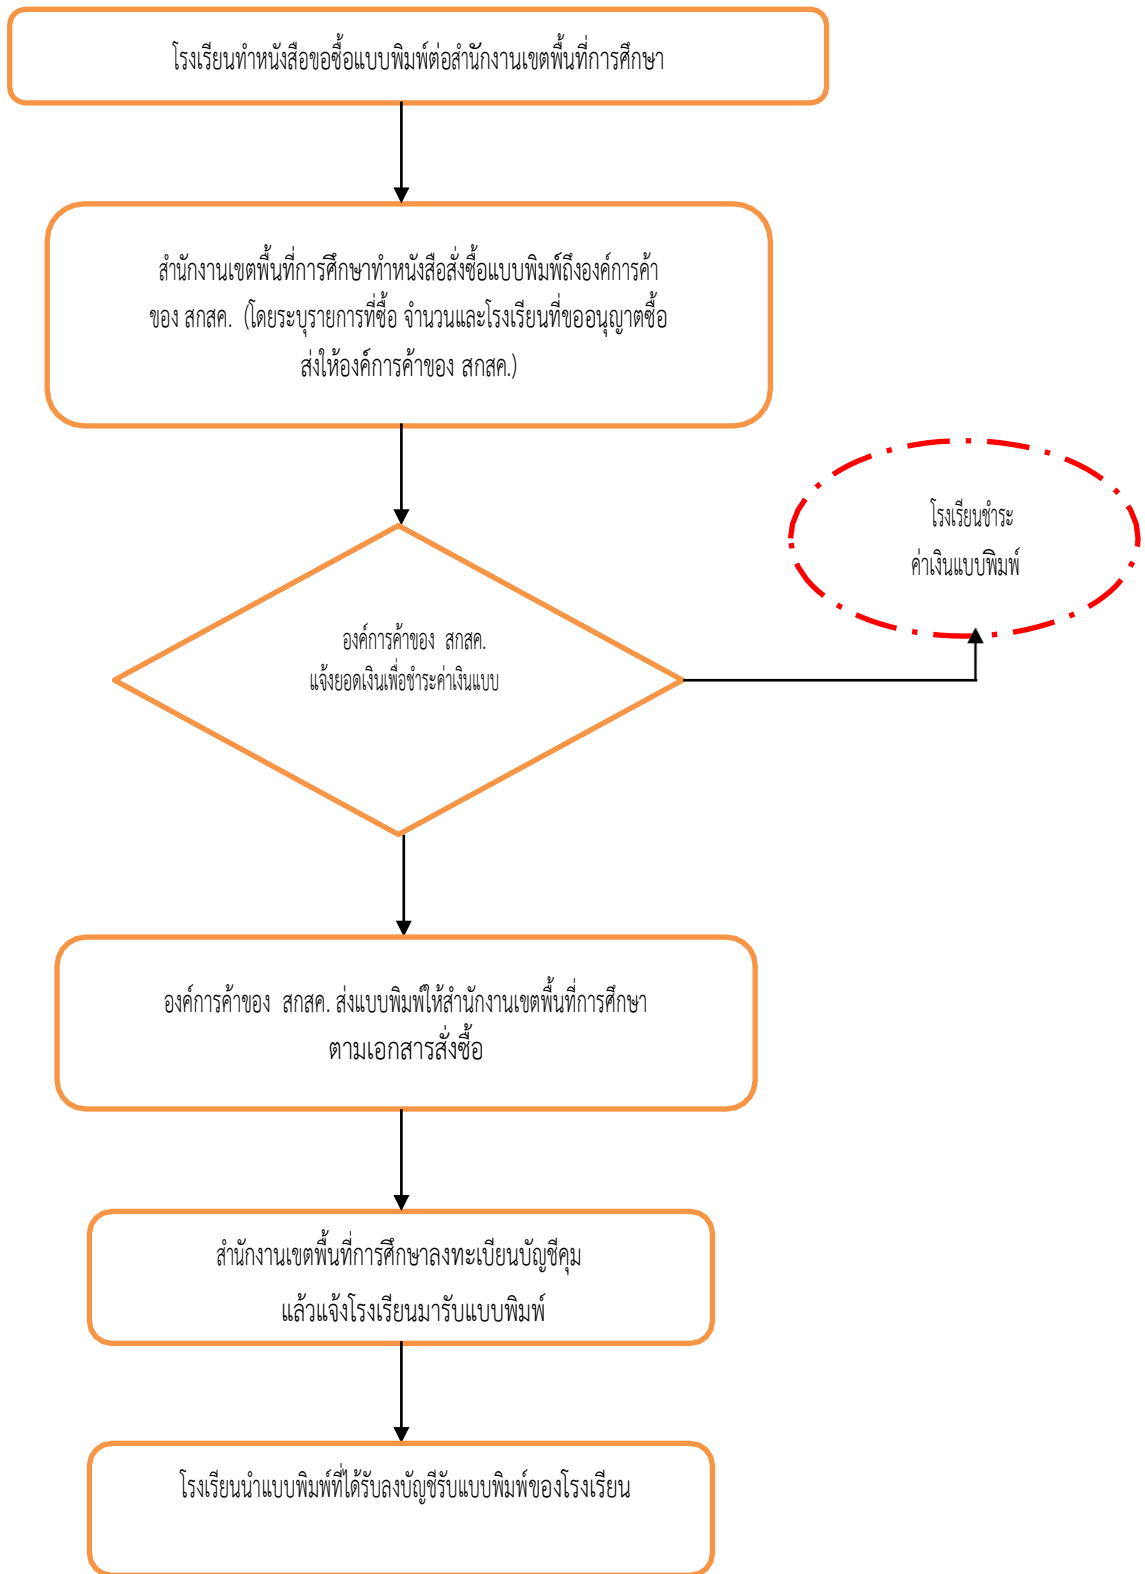 โรงเรียนทำหนังสือขอซื้อแบบพิมพ์ต่อสำนักงานเขตพื้นที่การศึกษา
สำนักงานเขตพื้นที่การศึกษาทำหนังสือสั่งซื้อแบบพิมพ์ถึงองค์การค้า
ของ สกสค. (โดยระบุรายการที่ซื้อ จำนวนและโรงเรียนที่ขออนุญาตซื้อ
ส่งให้องค์การค้าของ สกสค.)
โรงเรียนชำระ
ค่าเงินแบบพิมพ์
องค์การค้าของ สกสค.
แจ้งยอดเงินเพื่อชำระค่าเงินแบบ
องค์การค้าของ สกสค. ส่งแบบพิมพ์ให้สำนักงานเขตพื้นที่การศึกษา
ตามเอกสารสั่งซื้อ
สำนักงานเขตพื้นที่การศึกษาลงทะเบียนบัญชีคุม
แล้วแจ้งโรงเรียนมารับแบบพิมพ์
โรงเรียนนำแบบพิมพ์ที่ได้รับลงบัญชีรับแบบพิมพ์ของโรงเรียน